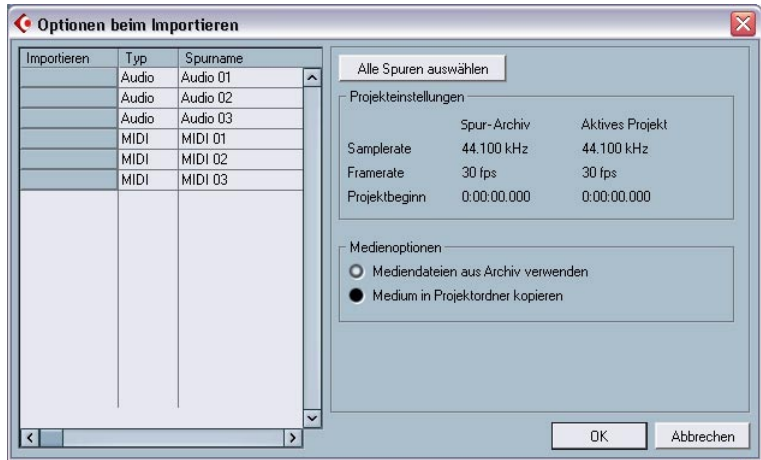 Optionen beim Importieren
Importieren Typ Spurname
Audio Audio 01
Audio Audio 02
Audio Audio 03
MIDI MIDI 01
MIDI MIDI 02
MIDI MIDI 03
Alle Spuren auswählen
Projekteinstellungen
Spur-Archiv Aktives Projekt
Samplerate 44.100 kHz 44.100 kHz
Framerate 30 fps 30 fps
Projektbeginn 0:00:00.000 0:00:00.000
Medienoptionen
Mediendateien aus Archiv verwenden
Medium in Projektordner kopieren
OK Abbrechen